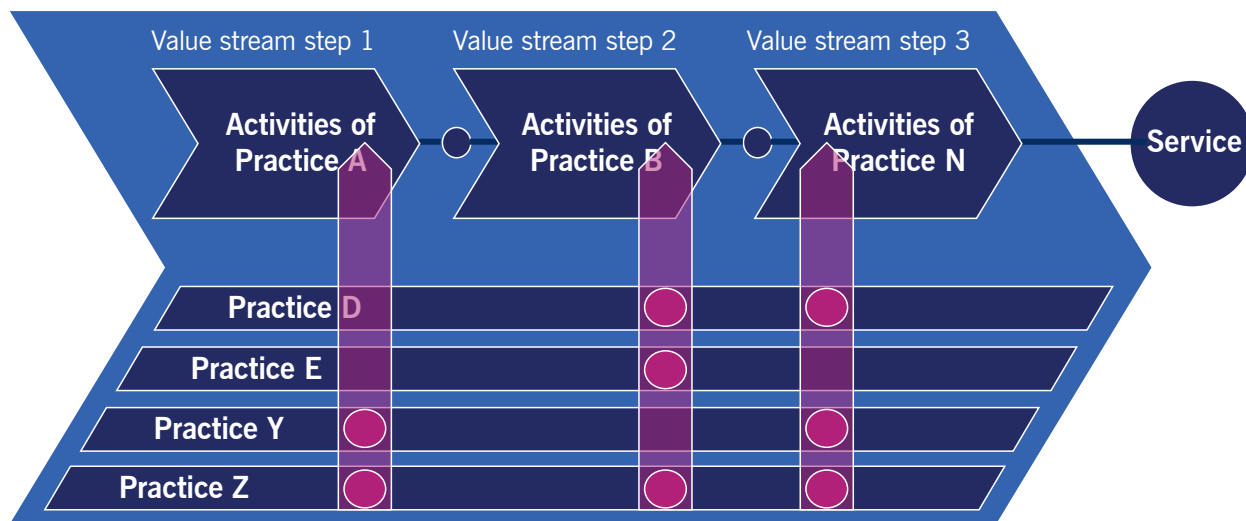 Value stream step 1
Value stream step 2
Value stream step 3
Activities of
Practice A
Activities of
Practice B
Activities of
Practice N
Service
Practice D
Practice E
Practice Y
Practice Z